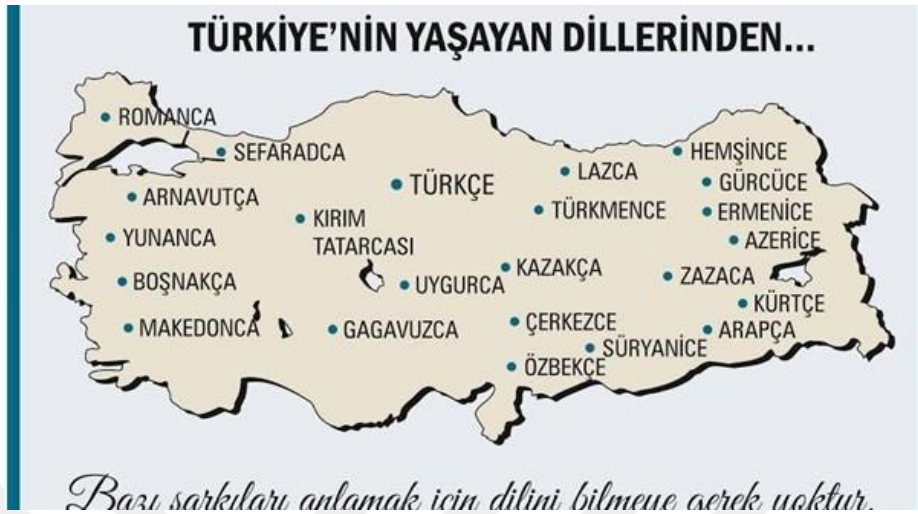 TÜRKİYE’NİN YAŞAYAN DİLLERİNDEN...
ROMANCA
SEFARADCA
HEMŞİNCE
LAZCA
TÜRKÇE
GÜRCÜCE
ARNAVUTÇA
TÜRKMENCE
ERMENİCE
KIRIM
TATARCASI
YUNANCA
AZERİCE
KAZAKÇA
ZAZACA
BOŞNAKÇA
UYGURCA
KÜRTÇE
MAKEDONCA
GAGAVUZCA
ÇERKEZCE
ARAPÇA
SÜRYANİCE
ÖZBEKÇE
Bazı şarkıları anlamak için dilini bilmeye gerek yoktur.